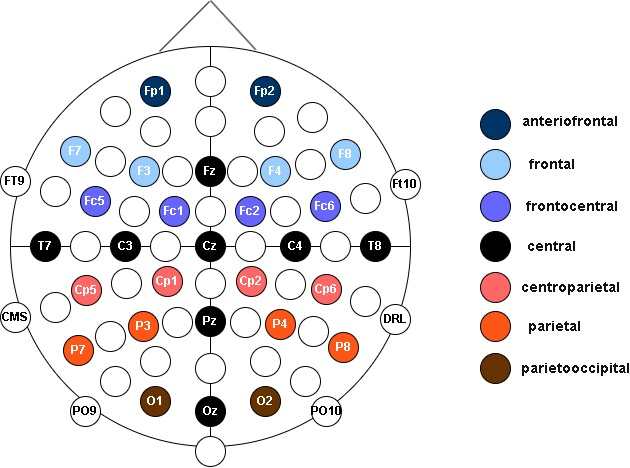 Fp1 Fp2
anteriofrontal
F7 F8
frontal
F3 Fz F4
FT9 Ft10
Fc5 Fc6
frontocentral
Fc1 Fc2
T7 C3 Cz C4 T8
central
Cp5 Cp1 Cp2 Cp6
centroparietal
CMS DRL
P3 Pz P4
parietal
P7 P8
parietooccipital
O1 O2
PO9 Oz PO10